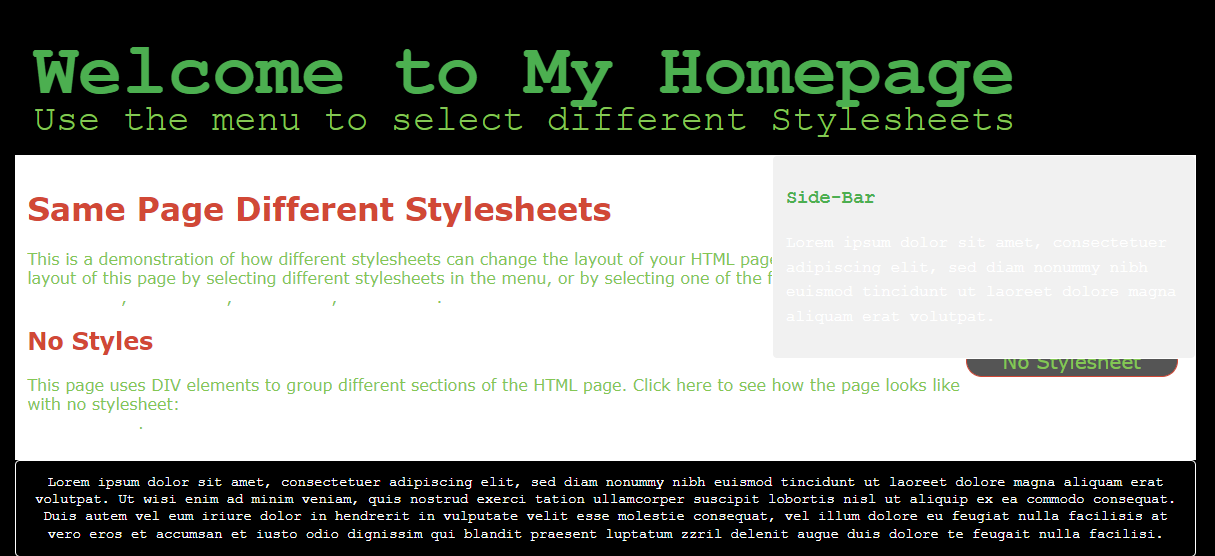 Welcome to My Homepage
Use the menu to select different Stylesheets
Same Page Different Stylesheets
This is a demonstration of how different stylesheets can change the layout of your HTML page
layout of this page by selecting different stylesheets in the menu, or by selecting one of the
, , , .
No Styles
This page uses DIV elements to group different sections of the HTML page. Click here to see how the page looks like
with no stylesheet:
.
Side-Bar
Lorem ipsum dolor sit amet, consectetuer
adipiscing elit, sed diam nonummy nibh
euismod tincidunt ut laoreet dolore magna
aliquam erat volutpat.
No Stylesheet
Lorem ipsum dolor sit amet, consectetuer adipiscing elit, sed diam nonummy nibh euismod tincidunt ut laoreet dolore magna aliquam erat
volutpat. Ut wisi enim ad minim veniam, quis nostrud exerci tation ullamcorper suscipit lobortis nisl ut aliquip ex ea commodo consequat.
Duis autem vel eum iriure dolor in hendrerit in vulputate velit esse molestie consequat, vel illum dolore eu feugiat nulla facilisis at
vero eros et accumsan et iusto odio dignissim qui blandit praesent luptatum zzril delenit augue duis dolore te feugait nulla facilisi.